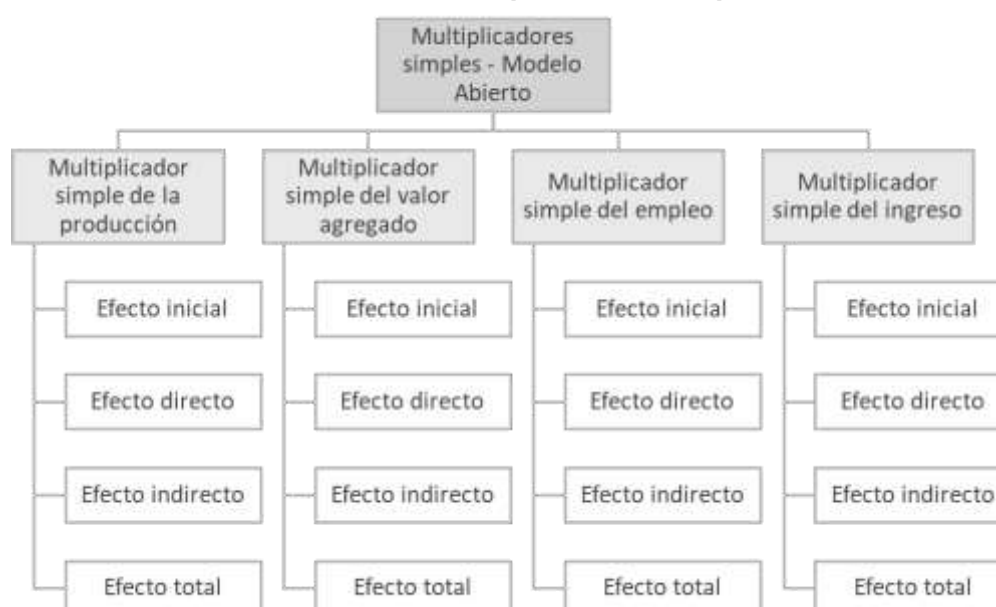 Multiplicadores
simples - Modelo
Abierto
Multiplicador
simple de la
producción
Multiplicador
simple del valor
agregado
Multiplicador
simple del empleo
Multiplicador
simple del ingreso
Efecto inicial
Efecto inicial
Efecto inicial
Efecto inicial
Efecto directo
Efecto directo
Efecto directo
Efecto directo
Efecto indirecto
Efecto indirecto
Efecto indirecto
Efecto indirecto
Efecto total
Efecto total
Efecto total
Efecto total